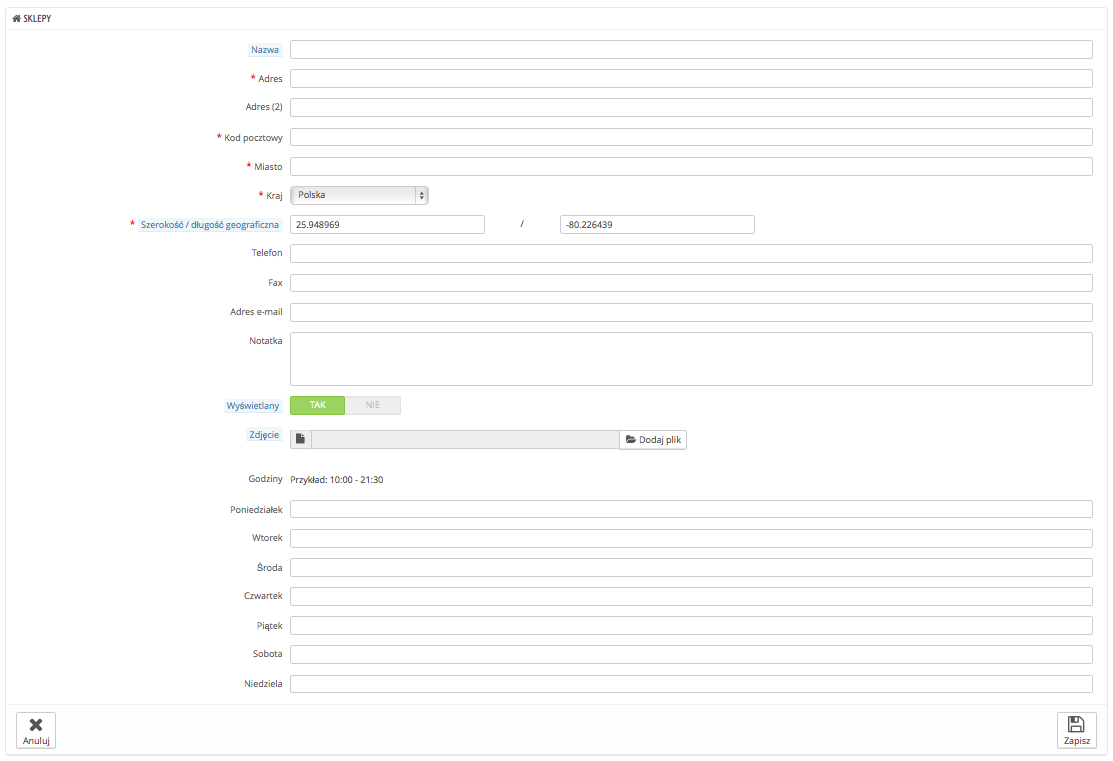 SKLEPY
Nazwa
* Adres
Adres (2)
* Kod pocztowy
* Miasto
* Kraj Polska
* Szerokość / długość geograficzna 25.948969 / -80.226439
Telefon
Fax
Adres e-mail
Notatka
Wyświetlany TAK NIE
Zdjęcie Dodaj plik
Godziny Przykład: 10:00 - 21:30
Poniedziałek
Wtorek
Środa
Czwartek
Piątek
Sobota
Niedziela
Anuluj Zapisz